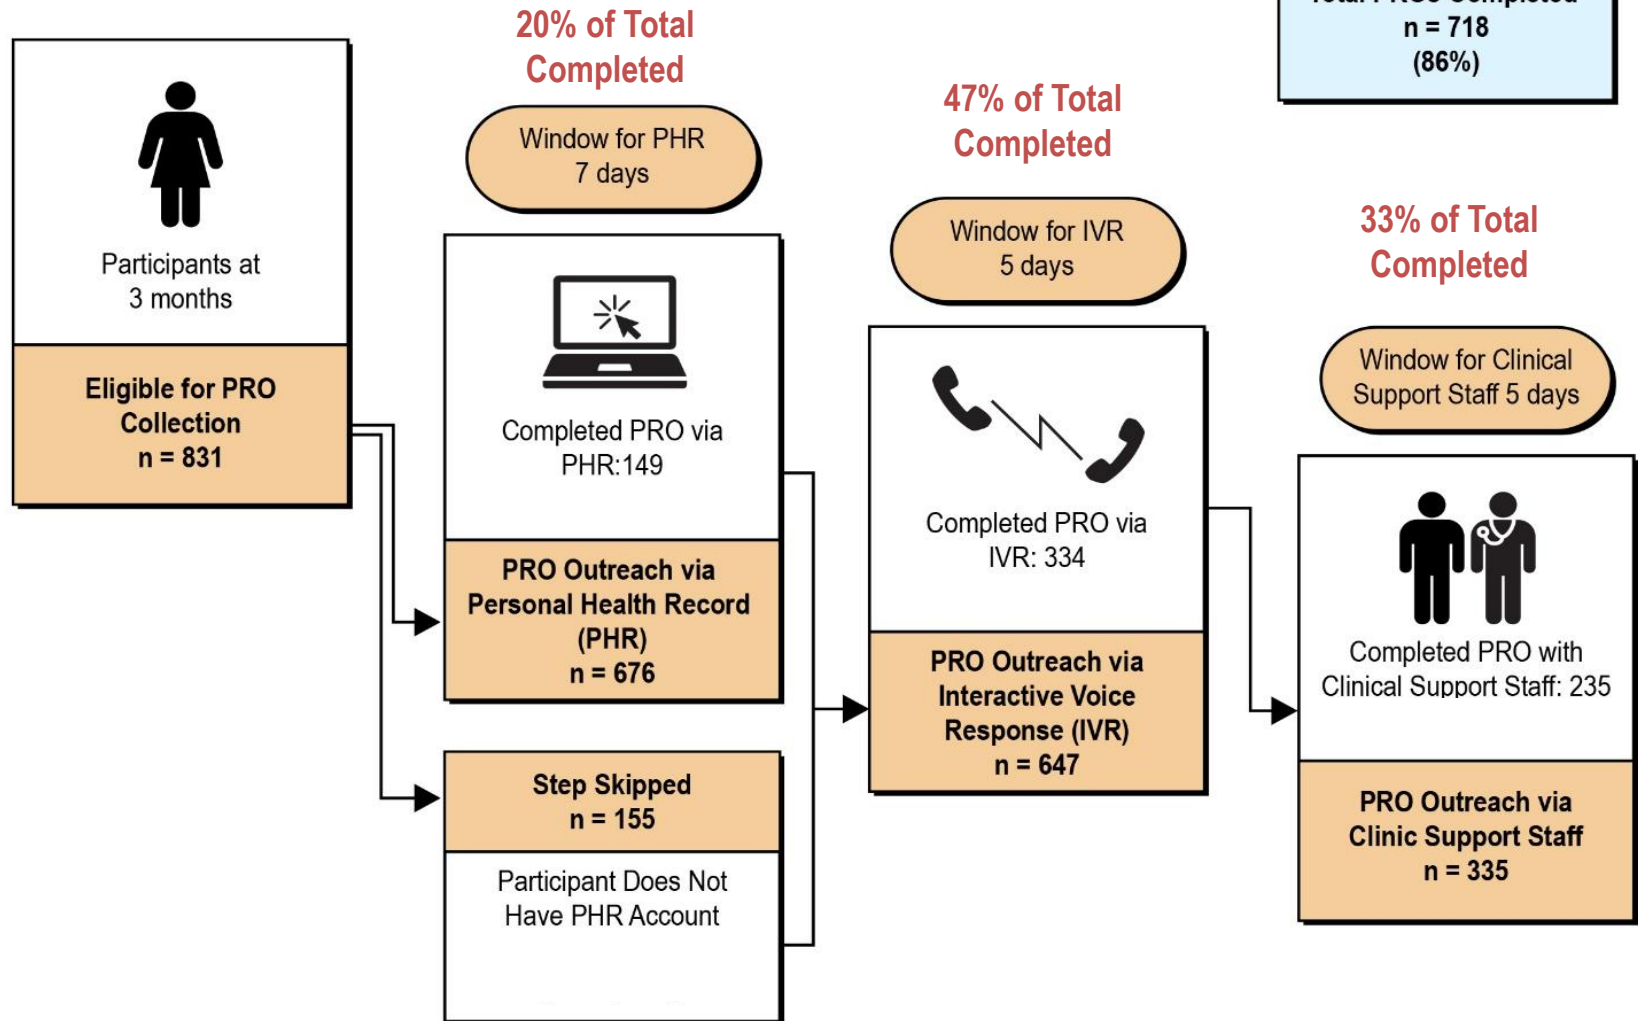 20% of Total
Completed
Total PROs Completed
n = 718
(86%)
47% of Total
Completed
33% of Total
Completed
Participants at
3 months
Eligible for PRO
Collection
n = 831
Window for PHR
7 days
Completed PRO via
PHR:149
PRO Outreach via
Personal Health Record
(PHR)
n = 676
Step Skipped
n = 155
Participant Does Not
Have PHR Account
Window for IVR
5 days
Completed PRO via
IVR: 334
PRO Outreach via
Interactive Voice
Response (IVR)
n = 647
Window for Clinical
Support Staff 5 days
Completed PRO with
Clinical Support Staff: 235
PRO Outreach via
Clinic Support Staff
n = 335